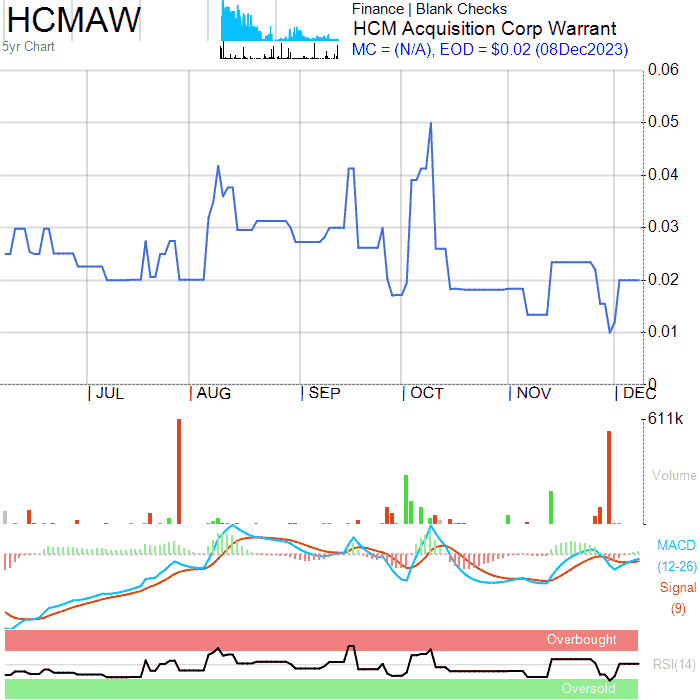 HCMAW
5yr Chart
Finance | Blank Checks
HCM Acquisition Corp Warrant
MC = (N/A), EOD = $0.02 (08Dec2023)
0.06
0.05
0.04
0.03
0.02
0.01
0
JUL AUG SEP OCT NOV DEC
611k
Volume
MACD
(12-26)
Signal
(9)
Overbought
RSI(14)
Oversold